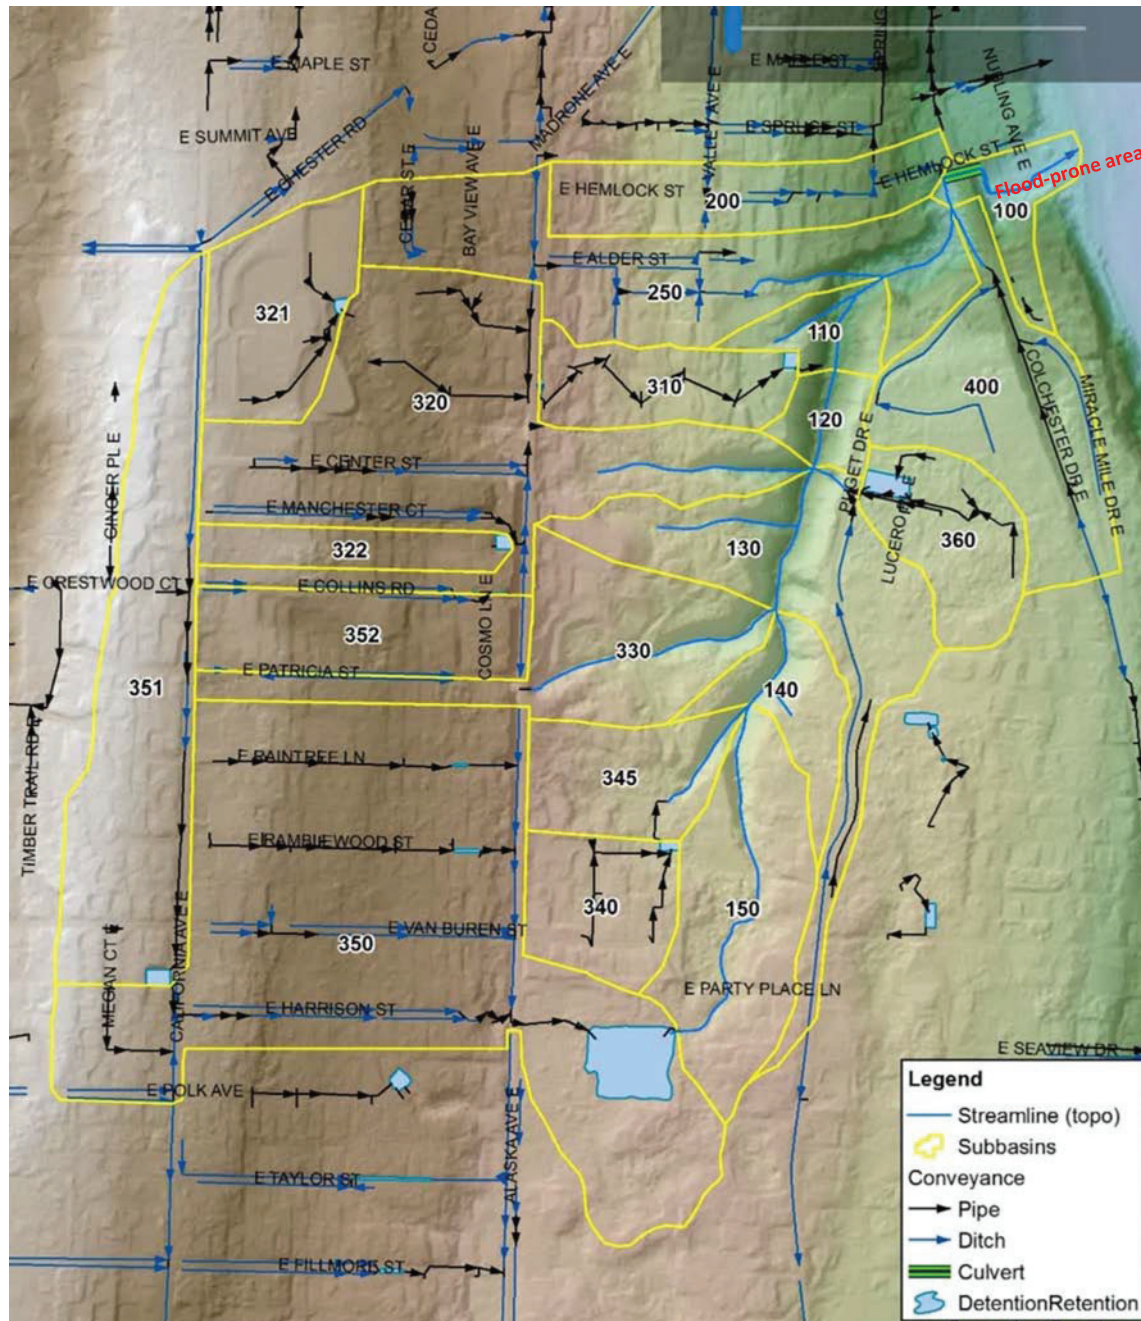 CEDA
E MAPLE ST
E MAPLE ST
SPRING
NUBLING AVE E
E SUMMIT AVE
E CHESTER RD
CEDAR ST E
BAY VIEW AVE E
MADRONE AVE E
VALLEY AVE E
E SPRUCE ST
E HEMLOCK ST
E HEMLOCK ST
Flood-prone area
200
100
E ALDER ST
250
321
110
320
310
400
120
GINGER PL E
E CENTER ST
PUGET DR E
COLCHESTER DR E
MIRACLE MILE DR E
E MANCHESTER CT
322
130
360
E CRESTWOOD CT
E COLLINS RD
COSMO LN E
352
330
E PATRICIA ST
351
140
TIMBER TRAIL RD E
E RAINTREE LN
345
E RAMBLEWOOD ST
340
150
CALIFORNIA AVE E
MEGAN CT E
E VAN BUREN ST
350
E PARTY PLACE LN
E HARRISON ST
E SEAVIEW DR
E POLK AVE
ALASKA AVE E
E TAYLOR ST
E FILLMORE ST
Legend
Streamline (topo)
Subbasins
Conveyance
Pipe
Ditch
Culvert
DetentionRetention